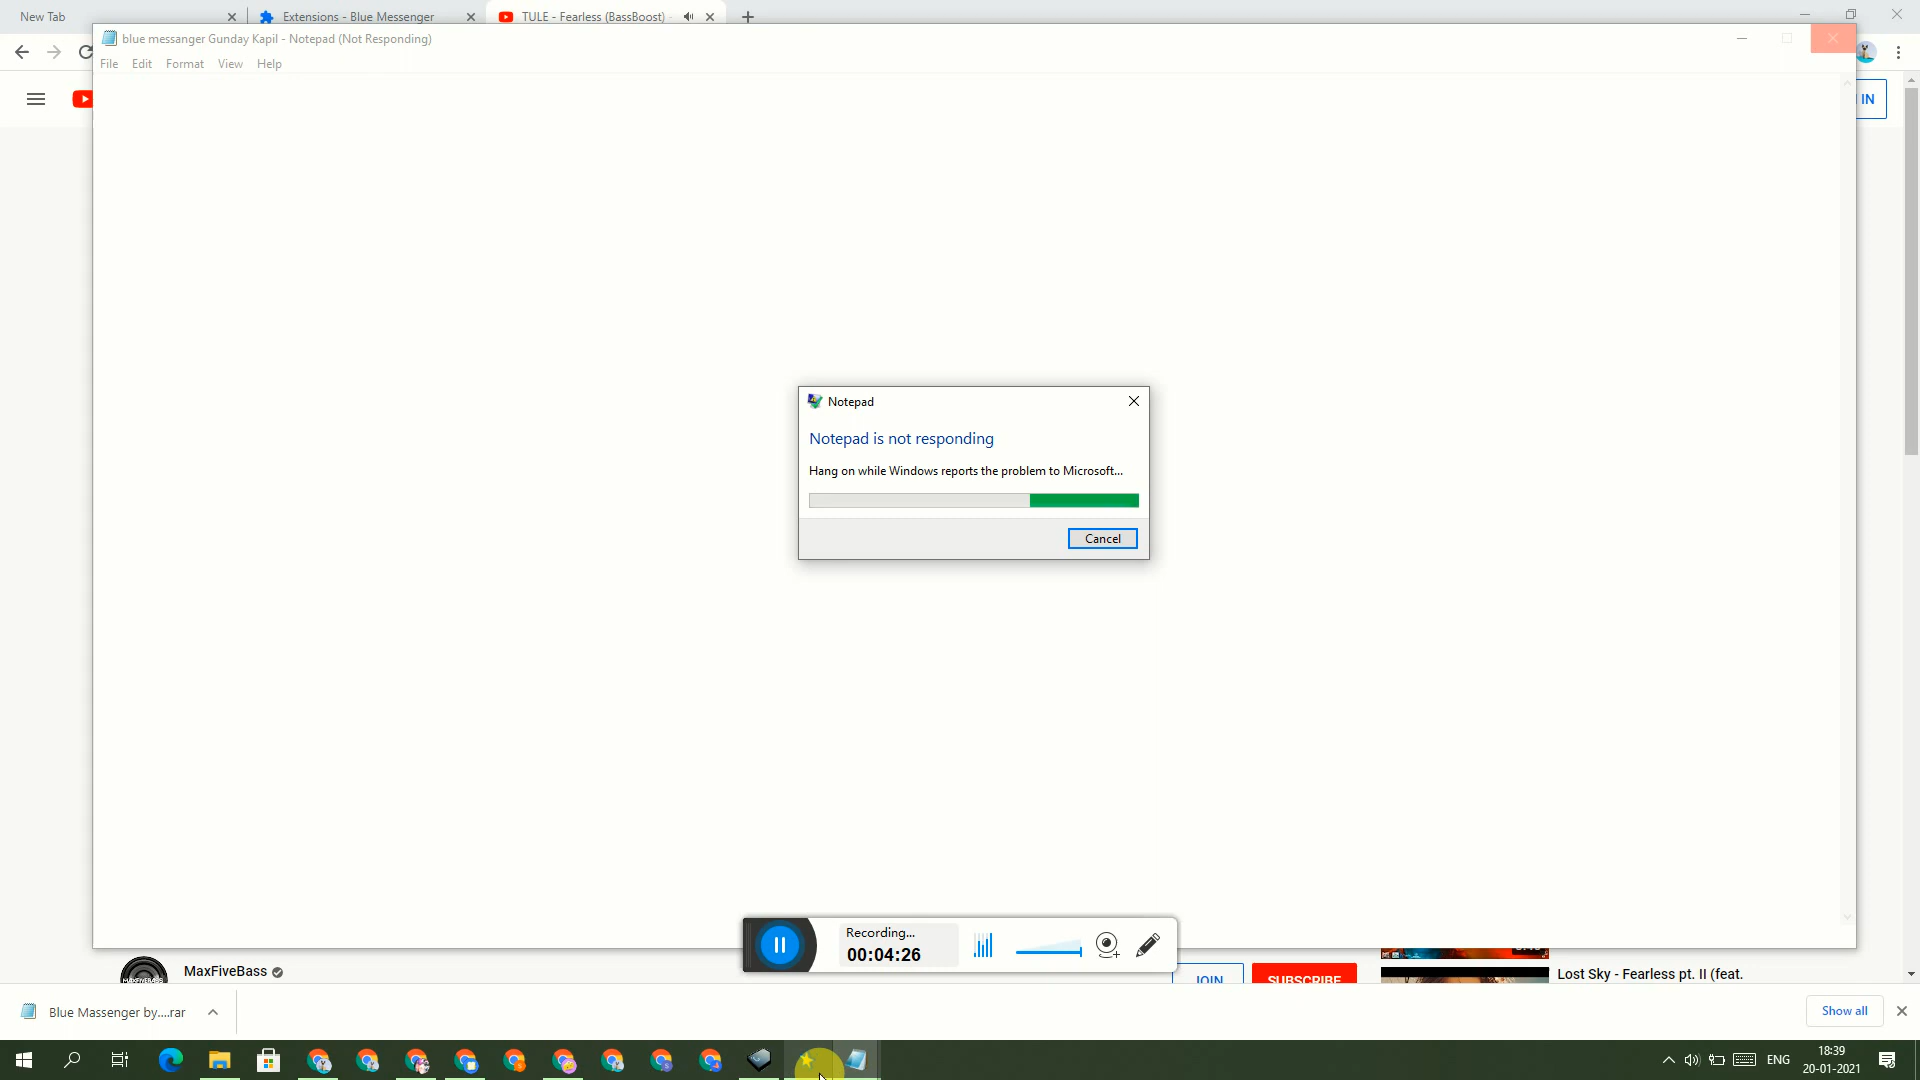 New Tab
Extensions - Blue Messenger
TULE - Fearless (BassBoost) -
blue messanger Gunday Kapil - Notepad (Not Responding)
File Edit Format View Help
IN
Notepad
Notepad is not responding
Hang on while Windows reports the problem to Microsoft...
Cancel
Recording...
00:04:26
MaxFiveBass
JOIN
SUBSCRIBE
Lost Sky - Fearless pt. II (feat.
Blue Massenger by....rar
Show all
ENG
18:39
20-01-2021